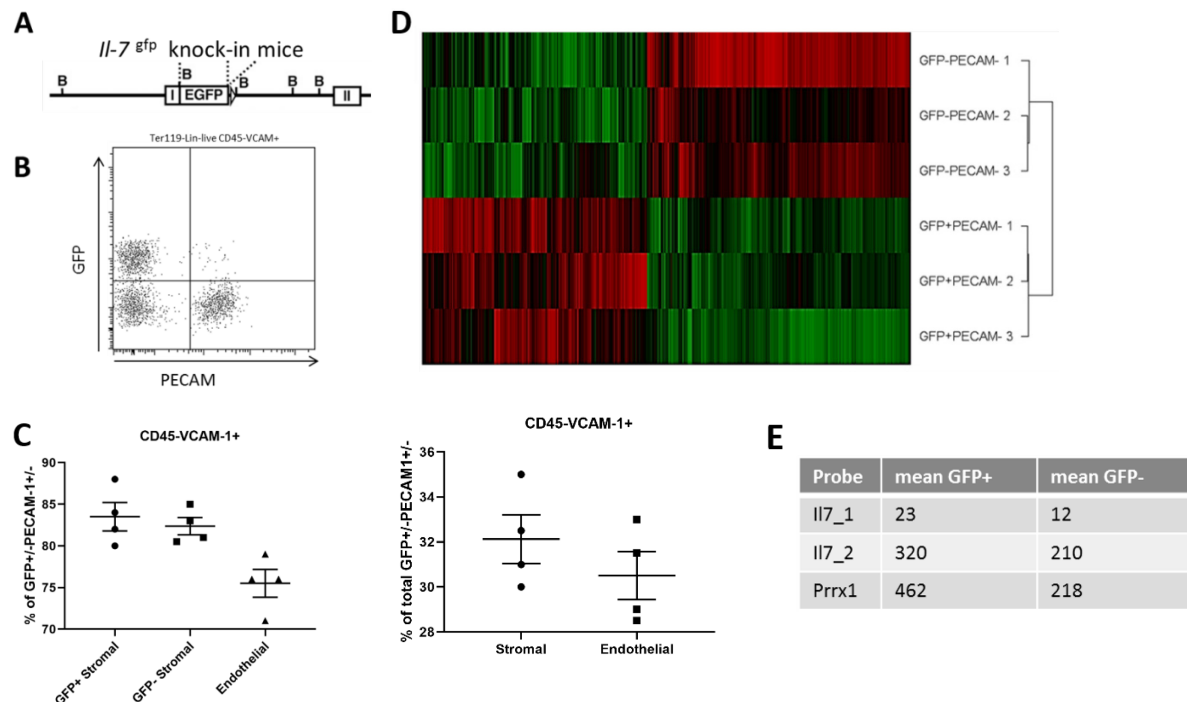 A
Il-7 gfp knock-in mice
B B B B B
I EGFP II
B
Ter119-Lin-live CD45-VCAM+
GFP
PECAM
C
CD45-VCAM-1+
% of GFP+/-PECAM-1+/-
90
85
80
75
70
GFP+ Stromal
GFP- Stromal
Endothelial
CD45-VCAM-1+
% of total GFP+/-PECAM1+/-
36
34
32
30
28
Stromal
Endothelial
D
GFP-PECAM- 1
GFP-PECAM- 2
GFP-PECAM- 3
GFP+PECAM- 1
GFP+PECAM- 2
GFP+PECAM- 3
E
Probe mean GFP+ mean GFP-
Il7_1 23 12
Il7_2 320 210
Prrx1 462 218